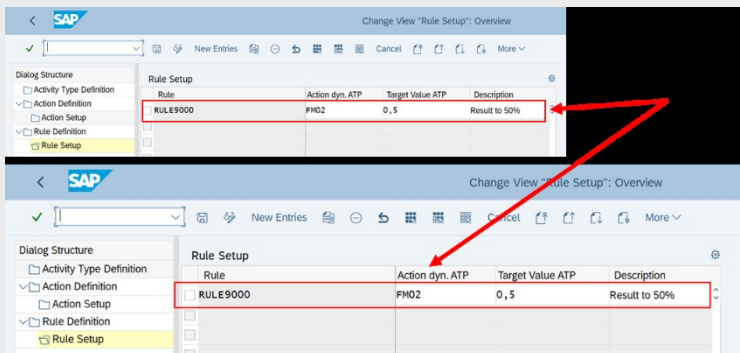 SAP
Change View "Rule Setup": Overview
New Entries Cancel More
Dialog Structure
Activity Type Definition
Action Definition
Action Setup
Rule Definition
Rule Setup
Rule Setup
Rule Action dyn. ATP Target Value ATP Description
RULE9000 FM02 0,5 Result to 50%
SAP
Change View "Rule Setup": Overview
New Entries Cancel More
Dialog Structure
Activity Type Definition
Action Definition
Action Setup
Rule Definition
Rule Setup
Rule Setup
Rule Action dyn. ATP Target Value ATP Description
RULE9000 FM02 0,5 Result to 50%